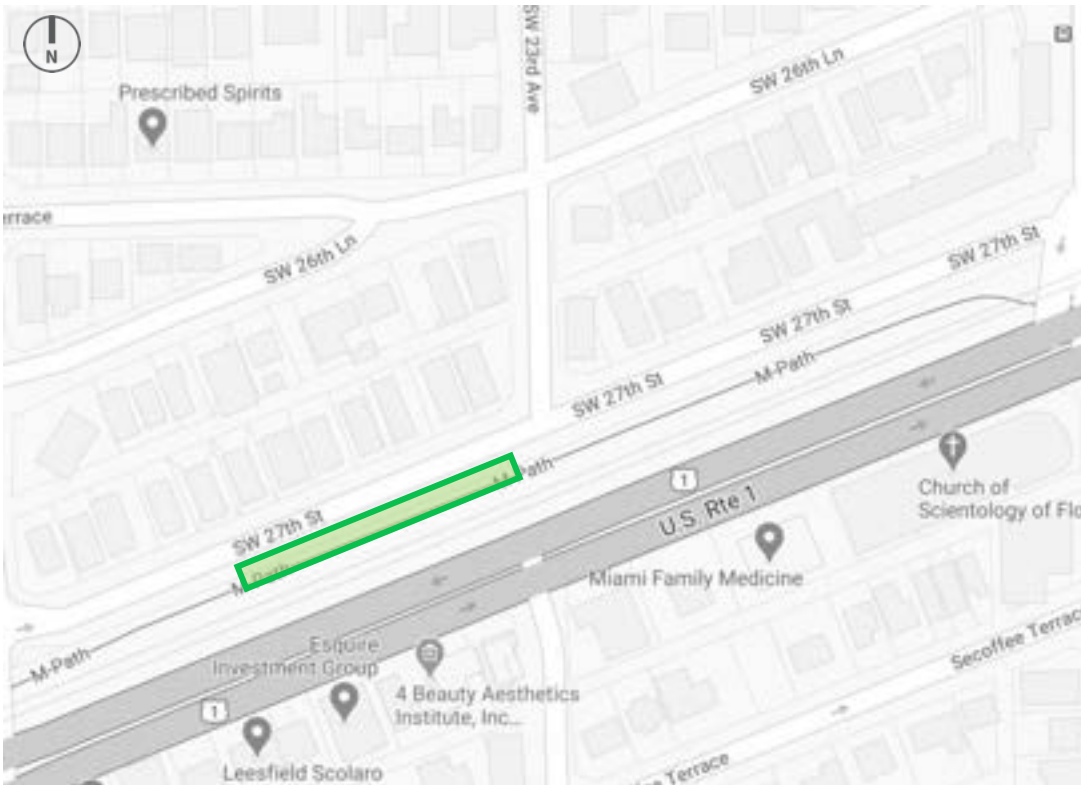 N
SW 23rd Ave
Prescribed Spirits
SW 26th Ln
errace
SW 27th St
SW 26th Ln
SW 27th St
M-Path
SW 27th St
Path
1
Church of
Scientology of Flo
U.S. Rte 1
SW 27th St
Miami Family Medicine
Esquire
Investment Group
M-Path
Secoffee Terrac
4 Beauty Aesthetics
Institute, Inc...
1
Leesfield Scolaro
Terrace